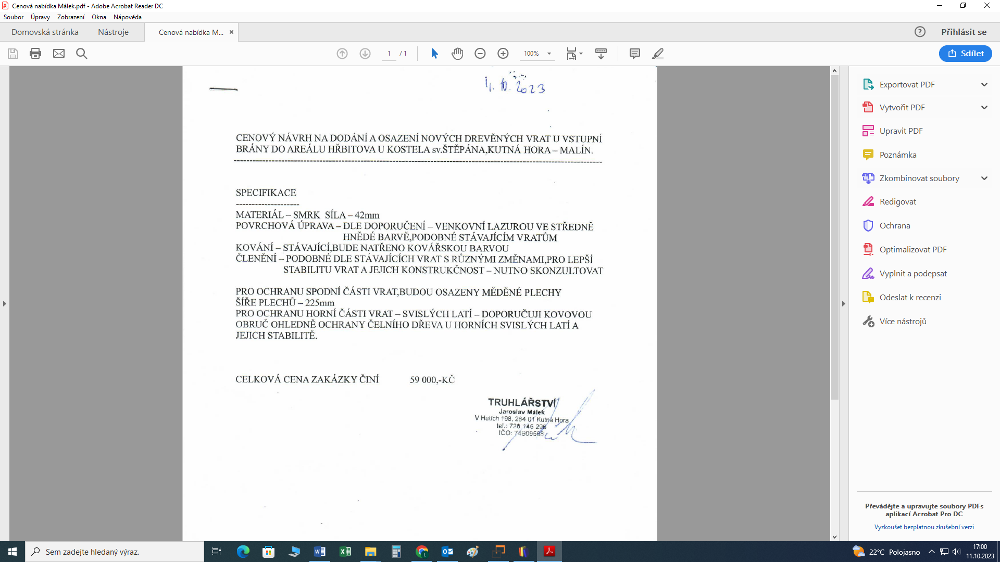 Cenová nabídka Málek.pdf - Adobe Acrobat Reader DC
Soubor Úpravy Zobrazení Okna Nápověda
Domovská stránka Nástroje Cenová nabídka M... × ? Přihlásit se
1 / 1 100% Sdílet
10. 2023
CENOVÝ NÁVRH NA DODÁNÍ A OSAZENÍ NOVÝCH DREVĚNÝCH VRAT U VSTUPNÍ
BRÁNY DO AREÁLU HŘBITOVA U KOSTELA sv.ŠTĚPÁNA,KUTNÁ HORA – MALÍN.
SPECIFIKACE
--------------------
MATERIÁL – SMRK SÍLA – 42mm
POVRCHOVÁ ÚPRAVA – DLE DOPORUČENÍ – VENKOVNÍ LAZUROU VE STŘEDNĚ
HNĚDÉ BARVĚ,PODOBNÉ STÁVAJÍCÍM VRATŮM
KOVÁNÍ – STÁVAJÍCÍ,BUDE NATŘENO KOVÁŘSKOU BARVOU
ČLENĚNÍ – PODOBNÉ DLE STÁVAJÍCÍCH VRAT S RŮZNÝMI ZMĚNAMI,PRO LEPŠÍ
STABILITU VRAT A JEJICH KONSTRUKČNOST – NUTNO SKONZULTOVAT
PRO OCHRANU SPODNÍ ČÁSTI VRAT,BUDOU OSAZENY MĚDĚNÉ PLECHY
ŠÍŘE PLECHŮ – 225mm
PRO OCHRANU HORNÍ ČÁSTI VRAT – SVISLÝCH LATÍ – DOPORUČUJI KOVOVOU
OBRUČ OHLEDNĚ OCHRANY ČELNÍHO DŘEVA U HORNÍCH SVISLÝCH LATÍ A
JEJICH STABILITĚ.
CELKOVÁ CENA ZAKÁZKY ČINÍ 59 000,-KČ
TRUHLÁŘSTVÍ
Jaroslav Málek
V Hutích 198, 284 01 Kutná Hora
tel.: 728 146 296
IČO: 74909568
Exportovat PDF
Vytvořit PDF
Upravit PDF
Poznámka
Zkombinovat soubory
Redigovat
Ochrana
Optimalizovat PDF
Vyplnit a podepsat
Odeslat k recenzi
Více nástrojů
Převádějte a upravujte soubory PDFs
aplikací Acrobat Pro DC
Vyzkoušet bezplatnou zkušební verzi
Sem zadejte hledaný výraz.
22°C Polojasno
17:00
11.10.2023